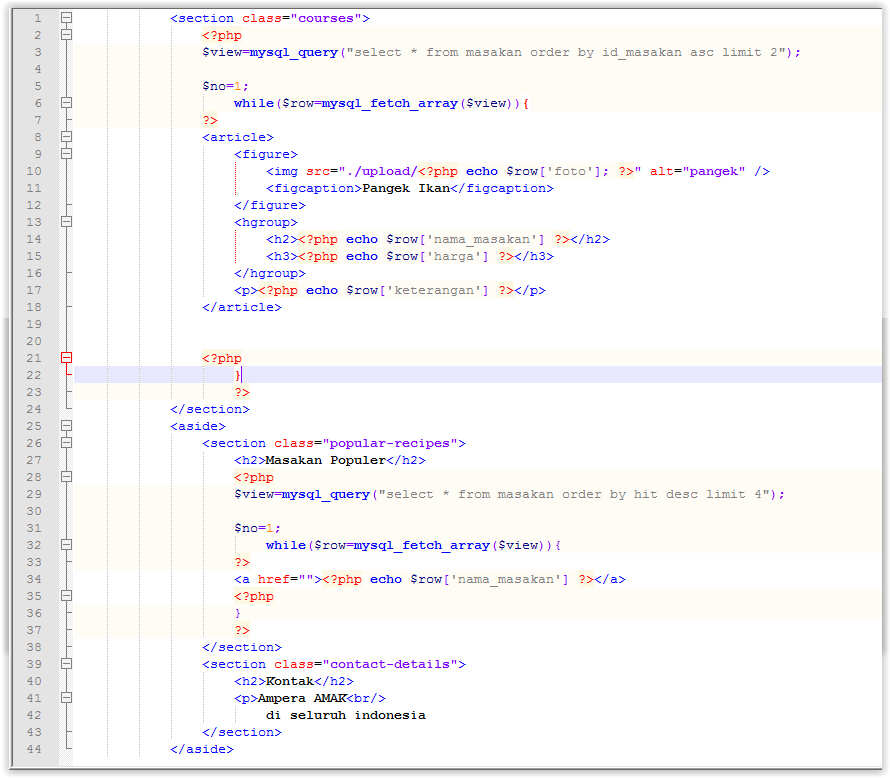 1 <section class="courses">
2 <?php
3 $view=mysql_query("select * from masakan order by id_masakan asc limit 2");
4
5 $no=1;
6 while($row=mysql_fetch_array($view)){
7 ?>
8 <article>
9 <figure>
10 <img src="./upload/<?php echo $row['foto']; ?>" alt="pangek" />
11 <figcaption>Pangek Ikan</figcaption>
12 </figure>
13 <hgroup>
14 <h2><?php echo $row['nama_masakan'] ?></h2>
15 <h3><?php echo $row['harga'] ?></h3>
16 </hgroup>
17 <p><?php echo $row['keterangan'] ?></p>
18 </article>
19
20
21 <?php
22 }
23 ?>
24 </section>
25 <aside>
26 <section class="popular-recipes">
27 <h2>Masakan Populer</h2>
28 <?php
29 $view=mysql_query("select * from masakan order by hit desc limit 4");
30
31 $no=1;
32 while($row=mysql_fetch_array($view)){
33 ?>
34 <a href=""><?php echo $row['nama_masakan'] ?></a>
35 <?php
36 }
37 ?>
38 </section>
39 <section class="contact-details">
40 <h2>Kontak</h2>
41 <p>Ampera AMAK<br/>
42 di seluruh indonesia
43 </section>
44 </aside>